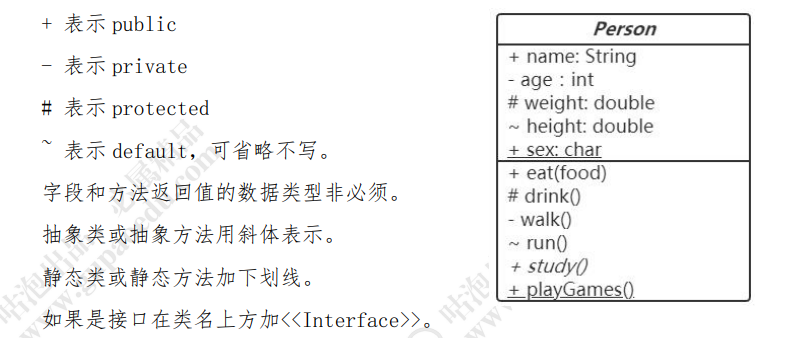 + 表示 public
- 表示 private
# 表示 protected
~ 表示 default，可省略不写。
字段和方法返回值的数据类型非必须。
抽象类或抽象方法用斜体表示。
静态类或静态方法加下划线。
如果是接口在类名上方加<<Interface>>。
Person
+ name: String
- age : int
# weight: double
~ height: double
+ sex: char
+ eat(food)
# drink()
- walk()
~ run()
+ study()
+ playGames()